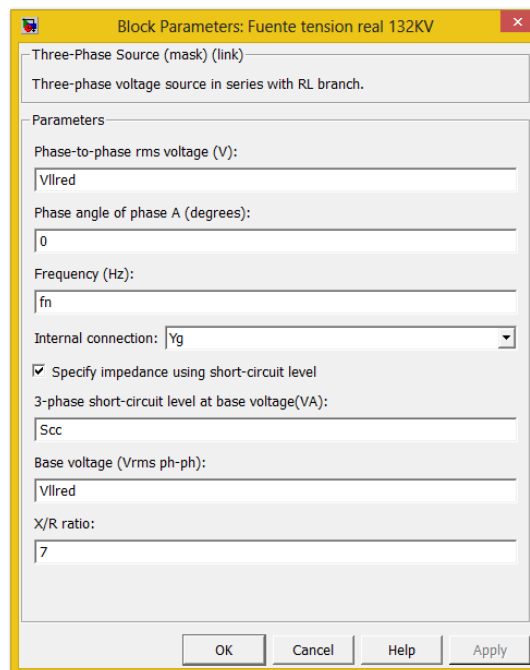 Block Parameters: Fuente tension real 132KV
Three-Phase Source (mask) (link)
Three-phase voltage source in series with RL branch.
Parameters
Phase-to-phase rms voltage (V):
Vllred
Phase angle of phase A (degrees):
0
Frequency (Hz):
fn
Internal connection: Yg
Specify impedance using short-circuit level
3-phase short-circuit level at base voltage(VA):
Scc
Base voltage (Vrms ph-ph):
Vllred
X/R ratio:
7
OK Cancel Help Apply